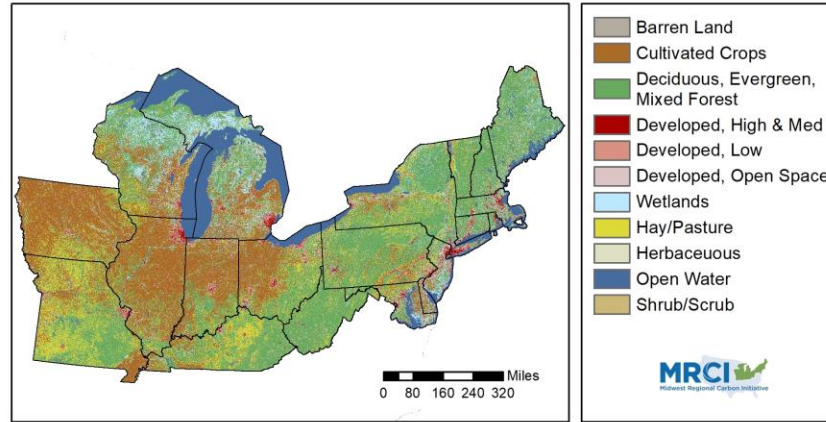 Miles
0 80 160 240 320
Barren Land
Cultivated Crops
Deciduous, Evergreen,
Mixed Forest
Developed, High & Med
Developed, Low
Developed, Open Space
Wetlands
Hay/Pasture
Herbaceuous
Open Water
Shrub/Scrub
MRCI
Midwest Regional Carbon Initiative